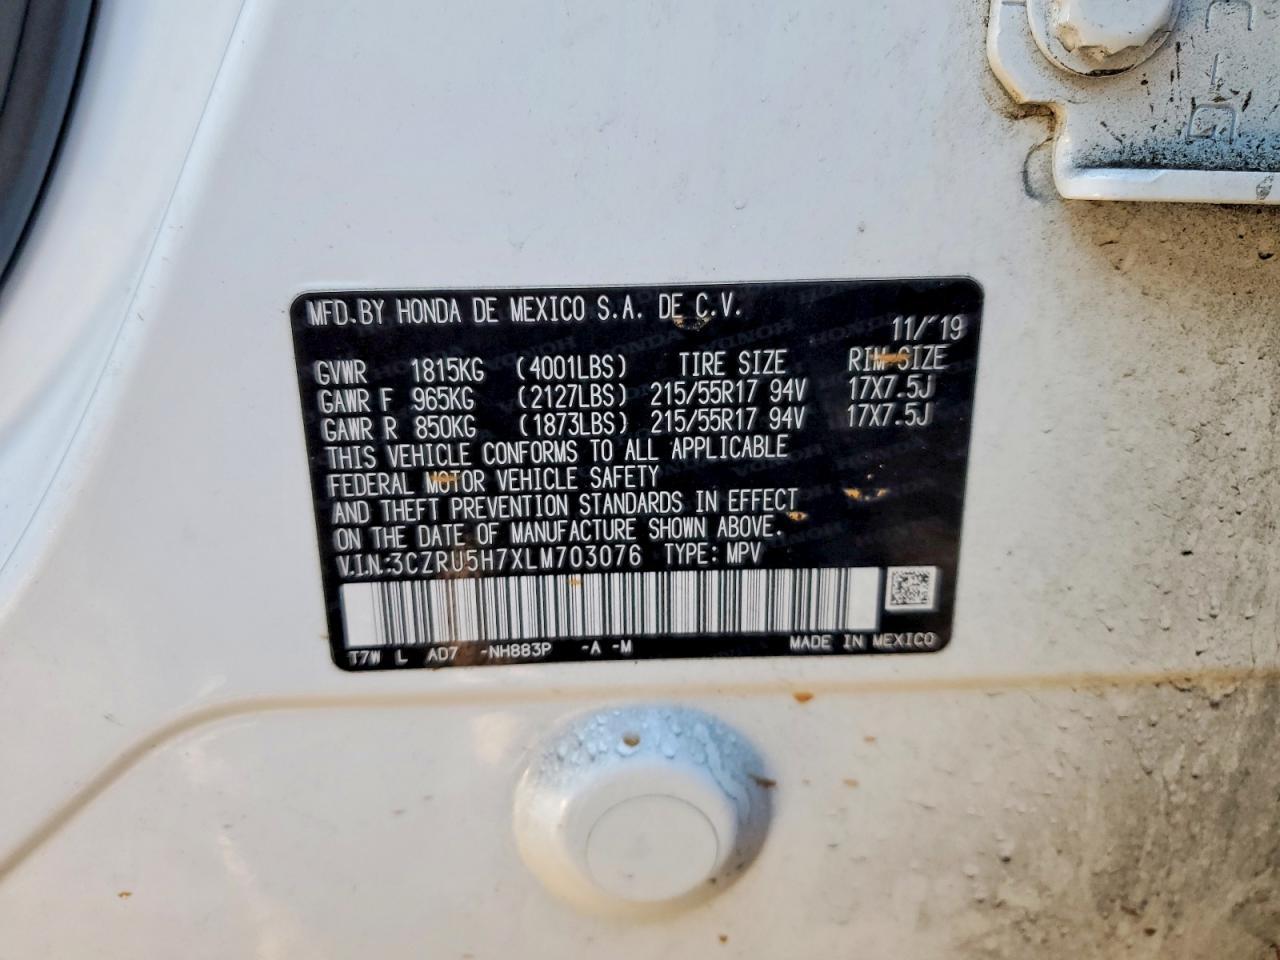 MFD. BY HONDA DE MEXICO S.A. DE C.V.
11/'19
GVWR 1815KG (4001LBS) TIRE SIZE RIM SIZE
GAWR F 965KG (2127LBS) 215/55R17 94V 17X7.5J
GAWR R 850KG (1873LBS) 215/55R17 94V 17X7.5J
THIS VEHICLE CONFORMS TO ALL APPLICABLE
FEDERAL MOTOR VEHICLE SAFETY
AND THEFT PREVENTION STANDARDS IN EFFECT
ON THE DATE OF MANUFACTURE SHOWN ABOVE.
V.I.N.:3CZRU5H7XLM703076 TYPE: MPV
T7W L AD7 -NH883P -A -M MADE IN MEXICO